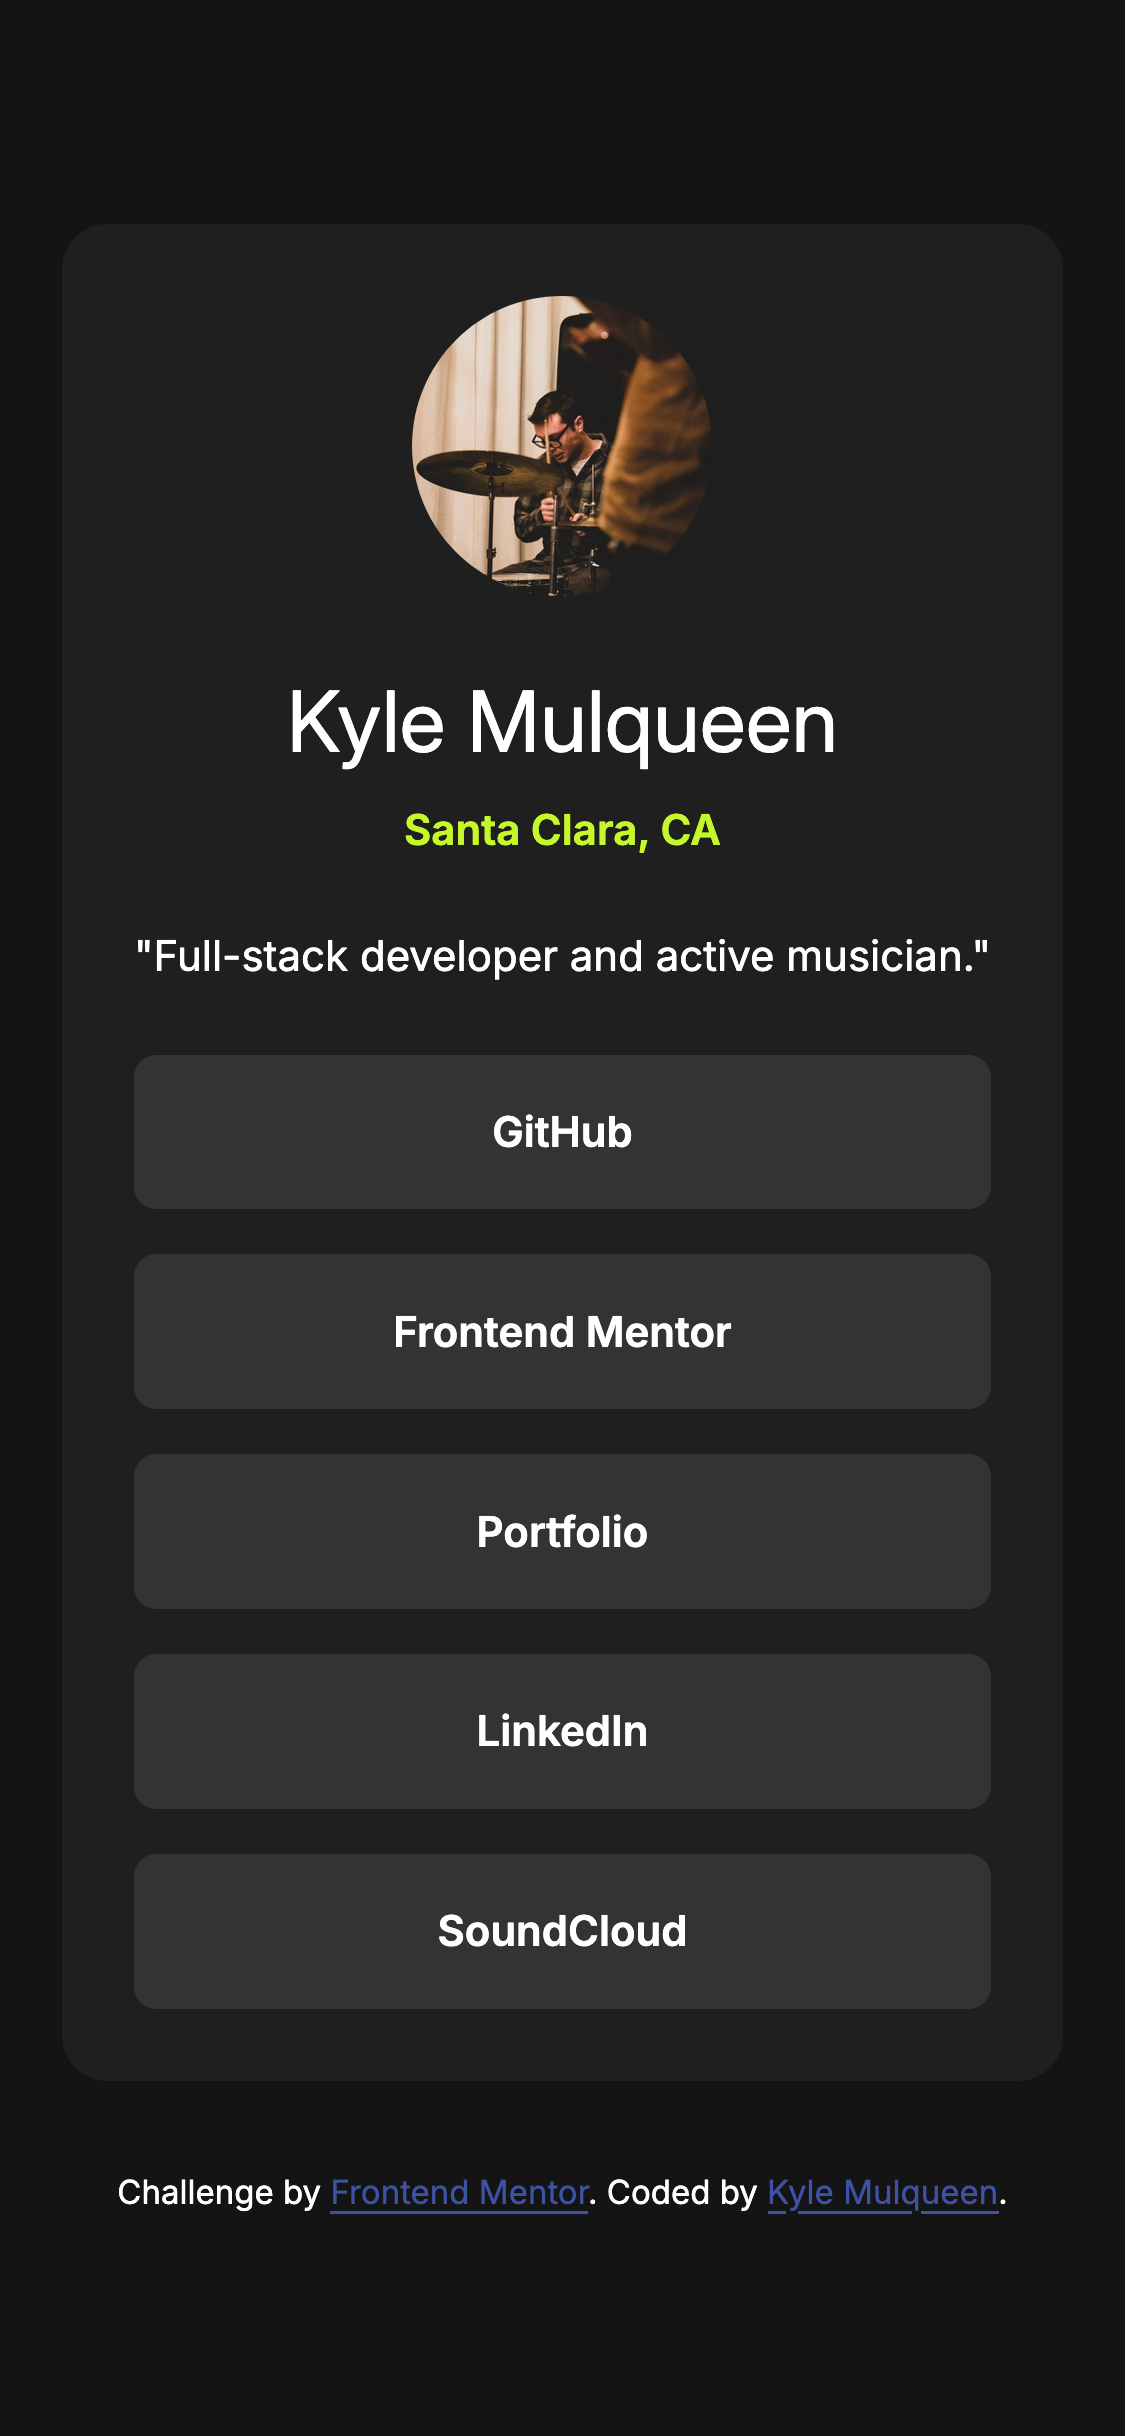 Kyle Mulqueen
Santa Clara, CA
"Full-stack developer and active musician."
GitHub
Frontend Mentor
Portfolio
LinkedIn
SoundCloud
Challenge by Frontend Mentor. Coded by Kyle Mulqueen.